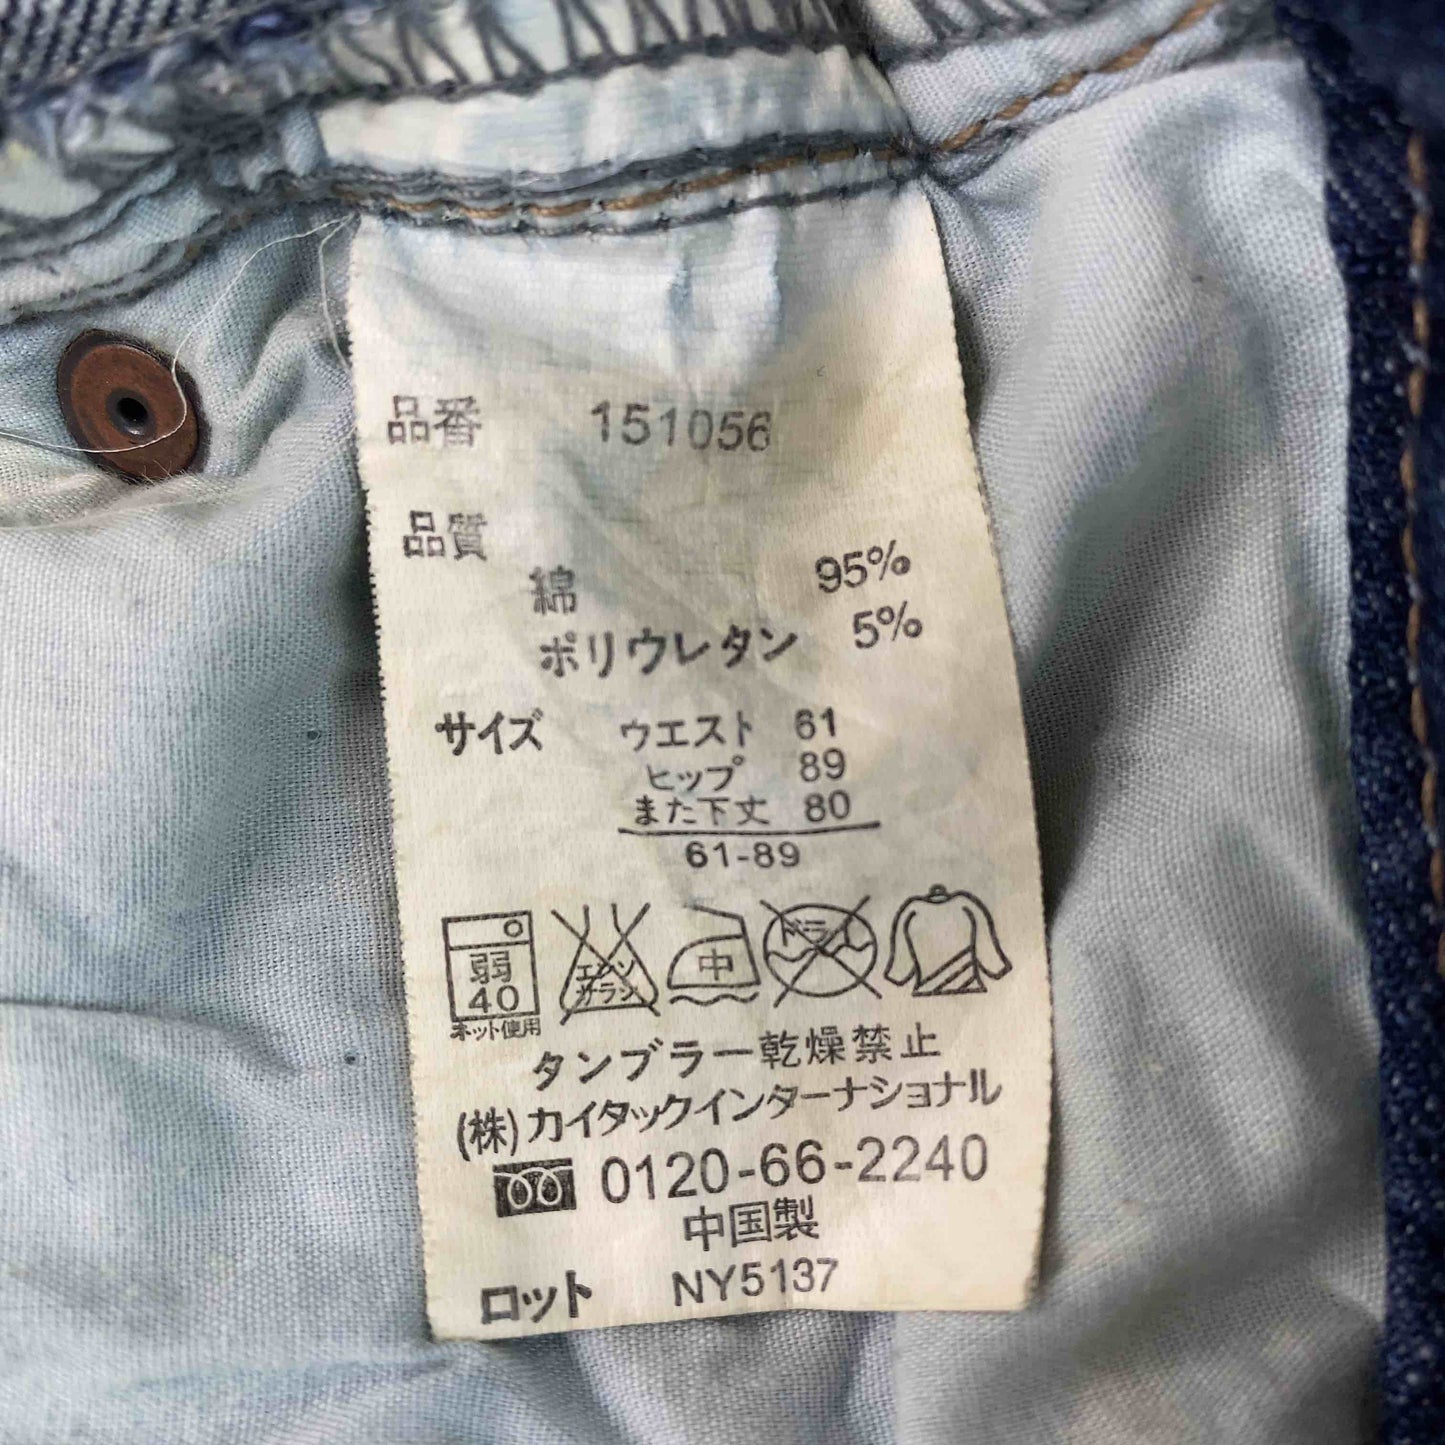 品番 151056
品質
綿 95%
ポリウレタン 5%
サイズ ウエスト 61
ヒップ 89
また下丈 80
61-89
弱 エンソ 中 ドライ
40 サラシ
ネット使用
タンブラー乾燥禁止
(株)カイタックインターナショナル
0120-66-2240
中国製
ロット NY5137